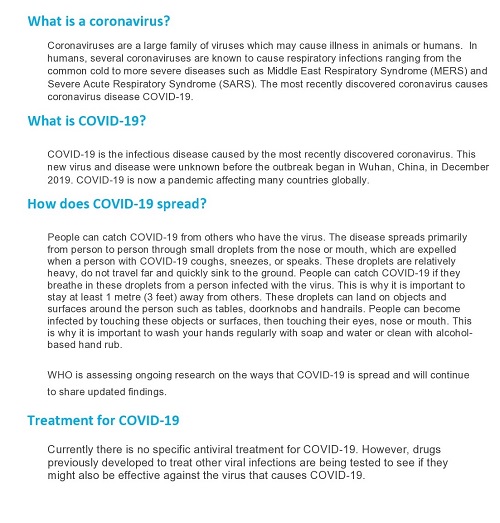 What is a coronavirus?
Coronaviruses are a large family of viruses which may cause illness in animals or humans. In
humans, several coronaviruses are known to cause respiratory infections ranging from the
common cold to more severe diseases such as Middle East Respiratory Syndrome (MERS) and
Severe Acute Respiratory Syndrome (SARS). The most recently discovered coronavirus causes
coronavirus disease COVID-19.
What is COVID-19?
COVID-19 is the infectious disease caused by the most recently discovered coronavirus. This
new virus and disease were unknown before the outbreak began in Wuhan, China, in December
2019. COVID-19 is now a pandemic affecting many countries globally.
How does COVID-19 spread?
People can catch COVID-19 from others who have the virus. The disease spreads primarily
from person to person through small droplets from the nose or mouth, which are expelled
when a person with COVID-19 coughs, sneezes, or speaks. These droplets are relatively
heavy, do not travel far and quickly sink to the ground. People can catch COVID-19 if they
breathe in these droplets from a person infected with the virus. This is why it is important to
stay at least 1 metre (3 feet) away from others. These droplets can land on objects and
surfaces around the person such as tables, doorknobs and handrails. People can become
infected by touching these objects or surfaces, then touching their eyes, nose or mouth. This
is why it is important to wash your hands regularly with soap and water or clean with alcohol-
based hand rub.
WHO is assessing ongoing research on the ways that COVID-19 is spread and will continue
to share updated findings.
Treatment for COVID-19
Currently there is no specific antiviral treatment for COVID-19. However, drugs
previously developed to treat other viral infections are being tested to see if they
might also be effective against the virus that causes COVID-19.